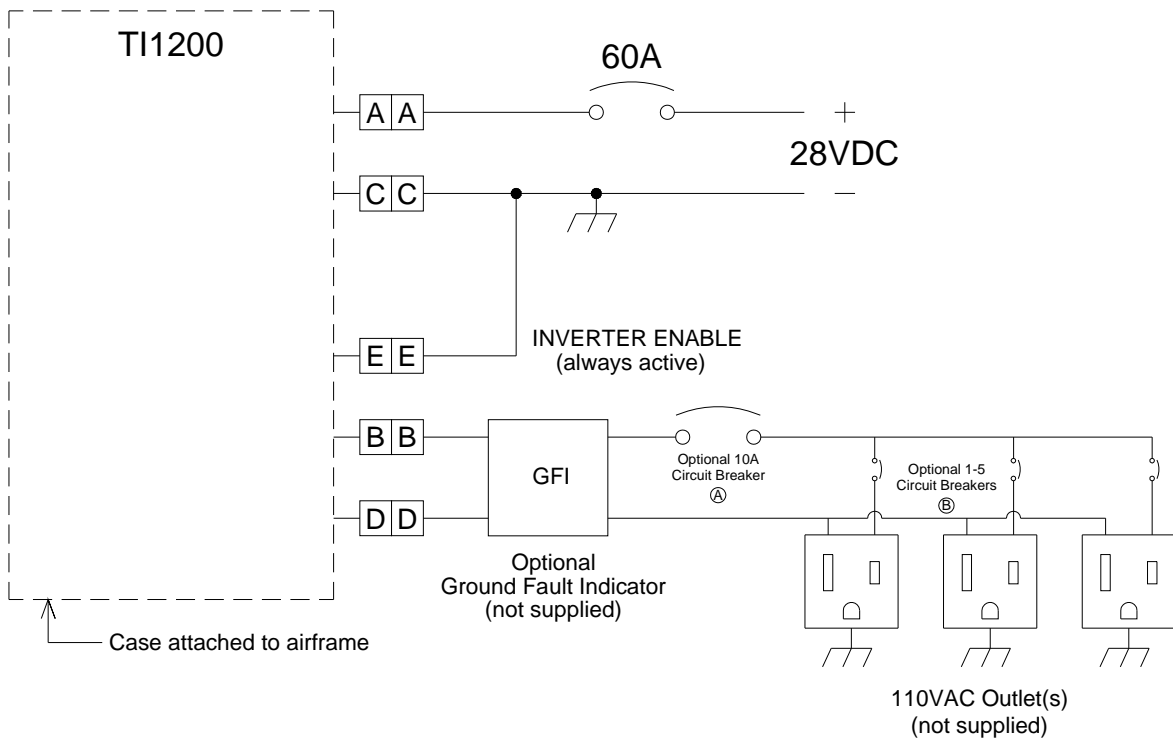 TI1200
60A
A A
+
28VDC
C C
−
INVERTER ENABLE
(always active)
E E
B B
GFI
Optional 10A
Circuit Breaker
Ⓐ
Optional 1-5
Circuit Breakers
Ⓑ
D D
Optional
Ground Fault Indicator
(not supplied)
Case attached to airframe
110VAC Outlet(s)
(not supplied)